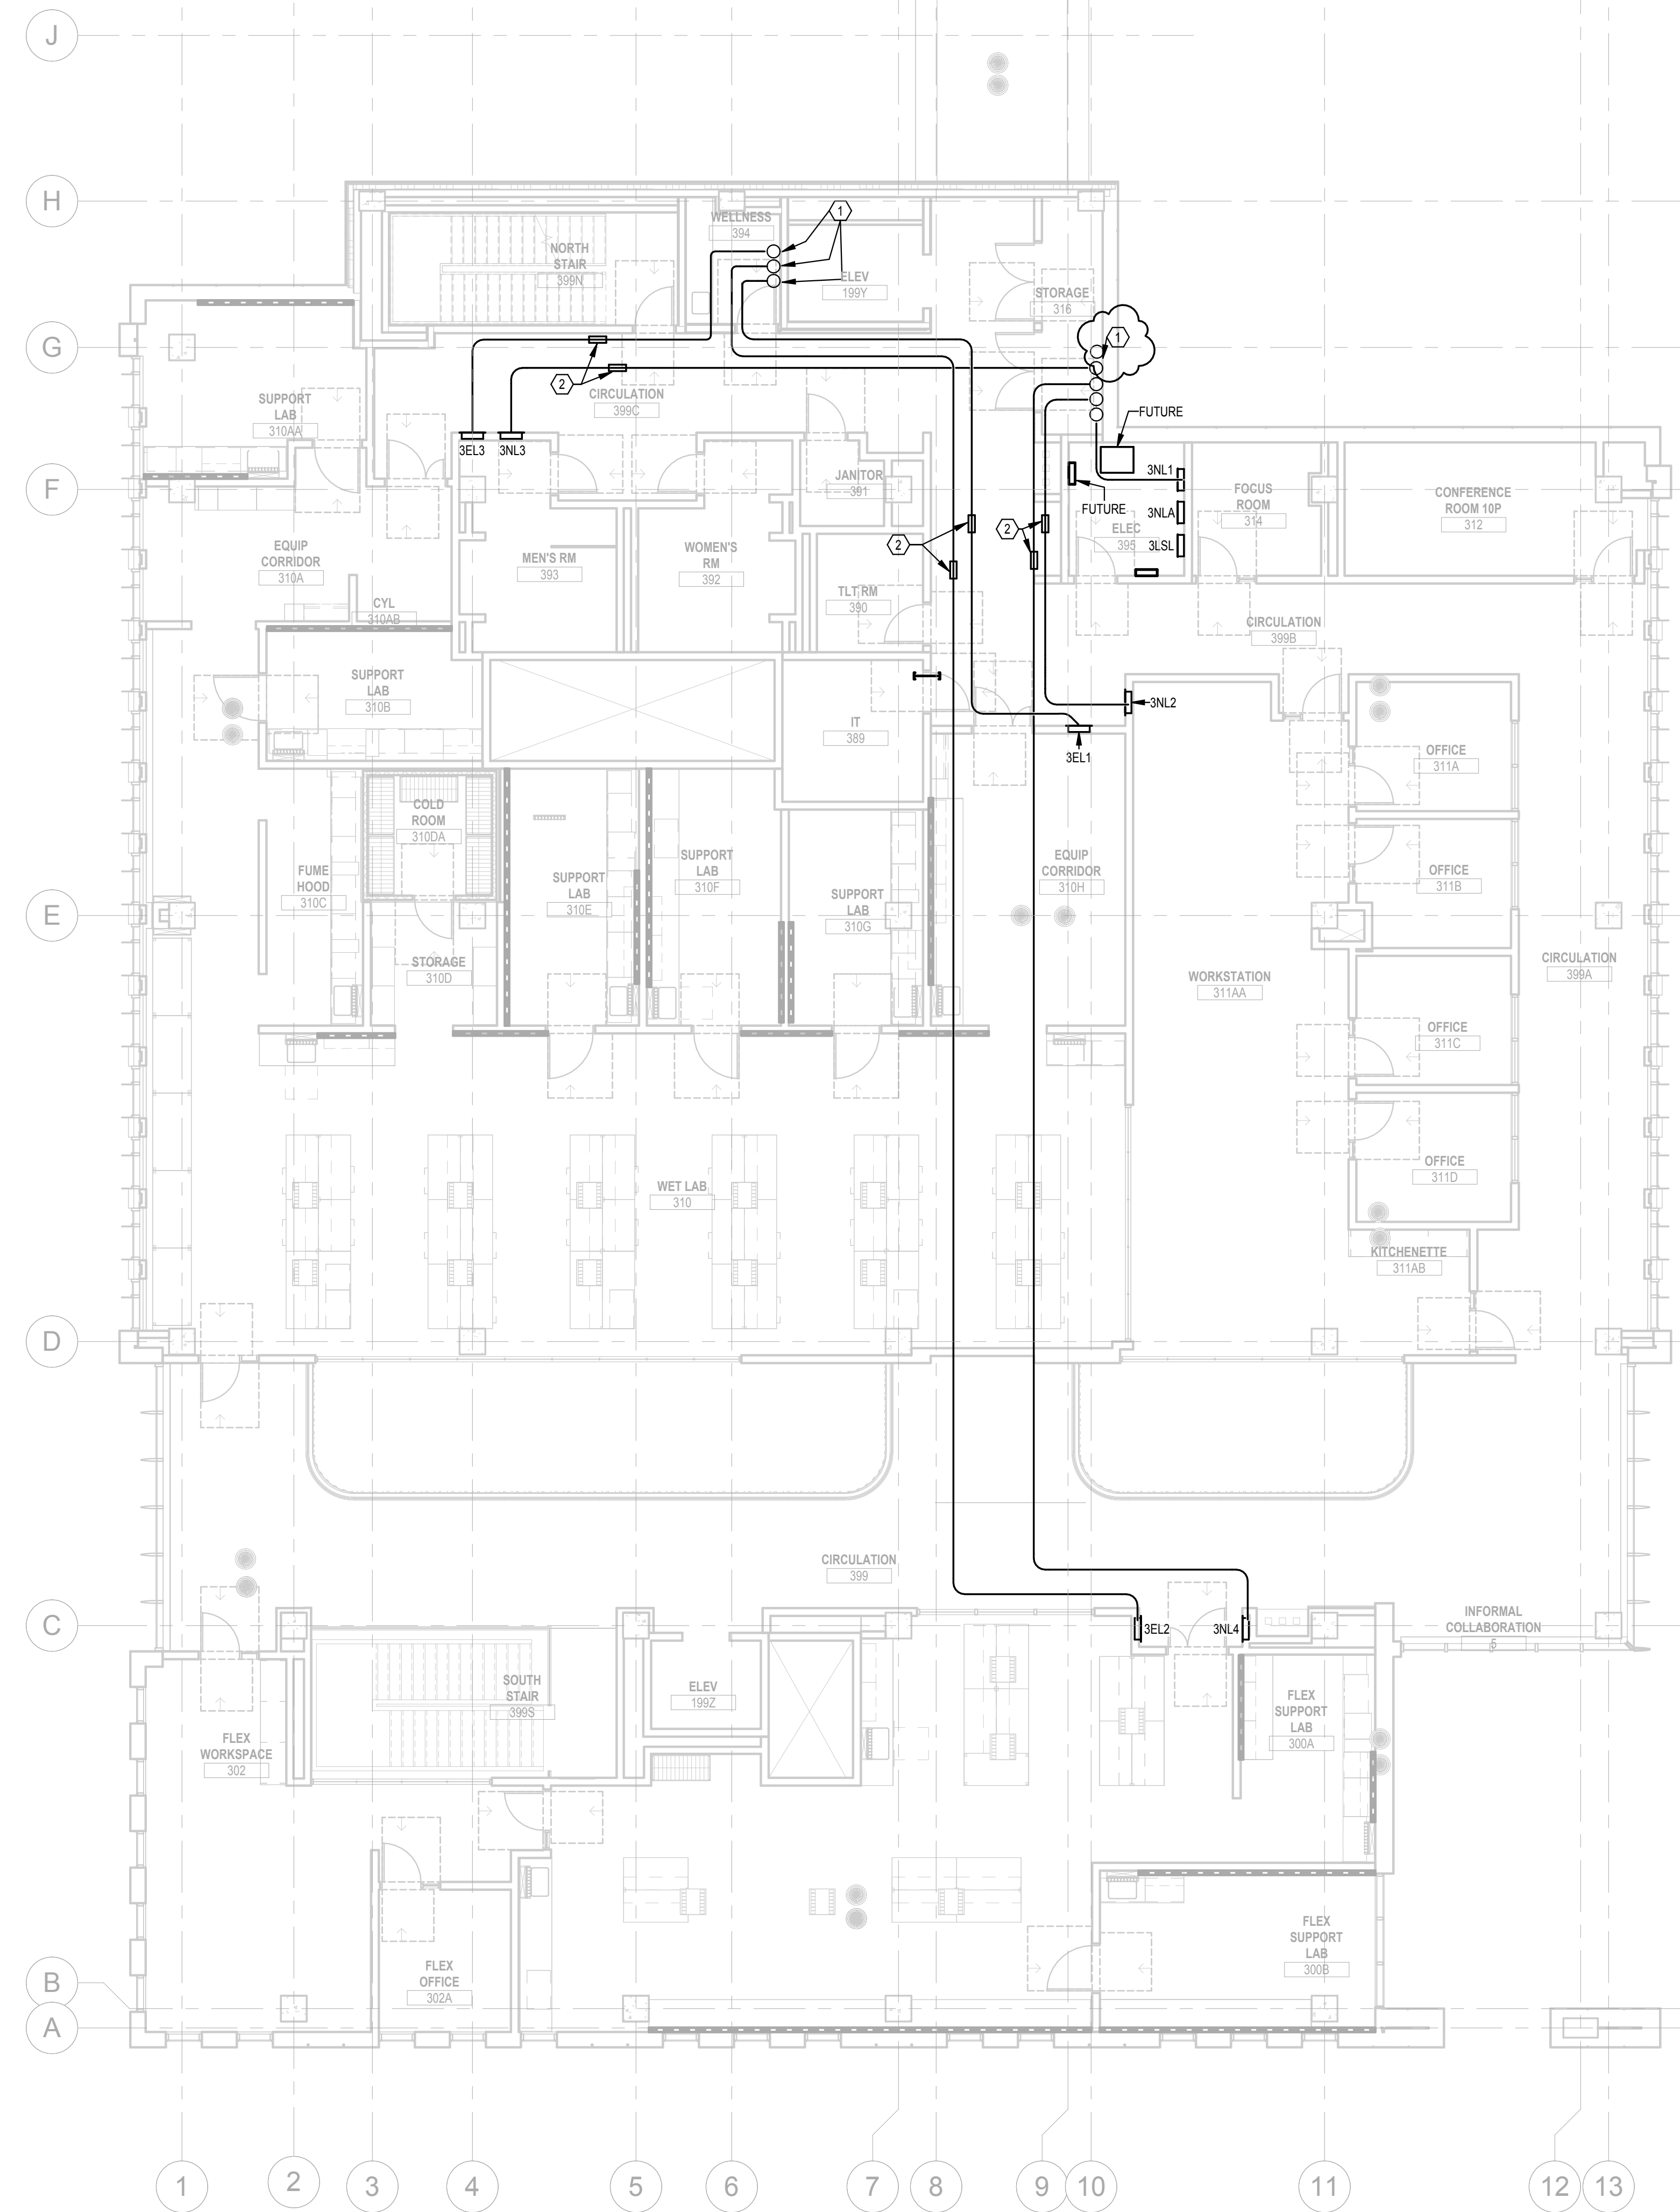 J
H
WELLNESS
394
1
NORTH
STAIR
399N
ELEV
199Y
STORAGE
316
G
1
2
SUPPORT
LAB
310AA
CIRCULATION
399C
FUTURE
3EL3
3NL3
F
JANITOR
391
3NL1
FUTURE
FOCUS
ROOM
314
CONFERENCE
ROOM 10P
312
3NLA
ELEC
395
3LSL
2
2
EQUIP
CORRIDOR
310A
MEN'S RM
393
WOMEN'S
RM
392
CYL
310AB
TLT RM
390
CIRCULATION
399B
SUPPORT
LAB
310B
3NL2
IT
389
3EL1
OFFICE
311A
COLD
ROOM
310DA
FUME
HOOD
310C
SUPPORT
LAB
310E
SUPPORT
LAB
310F
SUPPORT
LAB
310G
EQUIP
CORRIDOR
310H
OFFICE
311B
E
STORAGE
310D
WORKSTATION
311AA
CIRCULATION
399A
OFFICE
311C
OFFICE
311D
WET LAB
310
KITCHENETTE
311AB
D
CIRCULATION
399
C
3EL2
3NL4
INFORMAL
COLLABORATION
5
SOUTH
STAIR
399S
ELEV
199Z
FLEX
SUPPORT
LAB
300A
FLEX
WORKSPACE
302
FLEX
SUPPORT
LAB
300B
FLEX
OFFICE
302A
B
A
1
2
3
4
5
6
7
8
9
10
11
12
13